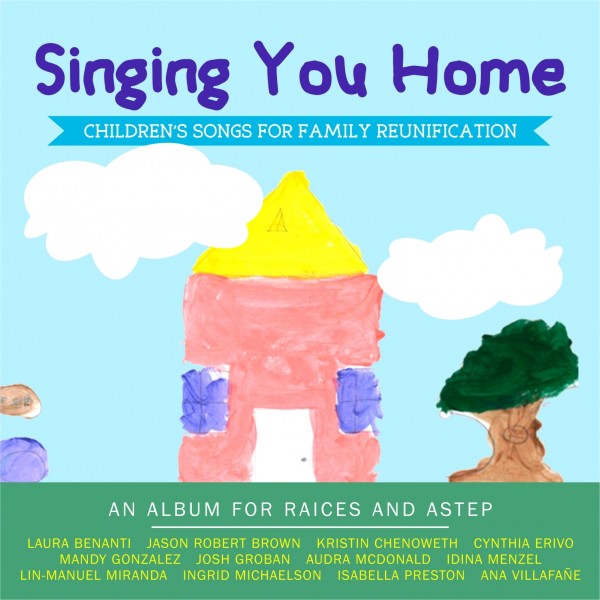 Singing You Home
CHILDREN'S SONGS FOR FAMILY REUNIFICATION
AN ALBUM FOR RAICES AND ASTEP
LAURA BENANTI JASON ROBERT BROWN KRISTIN CHENOWETH CYNTHIA ERIVO
MANDY GONZALEZ JOSH GROBAN AUDRA MCDONALD IDINA MENZEL
LIN-MANUEL MIRANDA INGRID MICHAELSON ISABELLA PRESTON ANA VILLAFAÑE